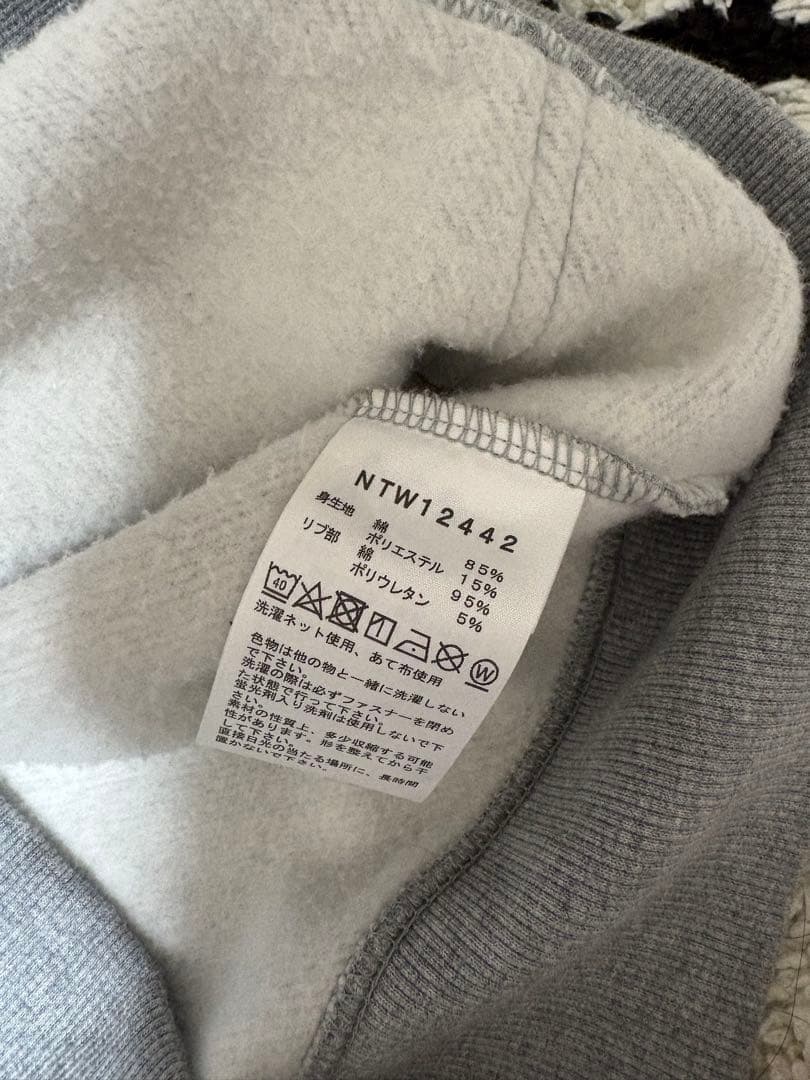 NTW12442
身生地 綿 85%
ポリエステル 15%
リブ部 綿 95%
ポリウレタン 5%
40
W
洗濯ネット使用、あて布使用
色物は他の物と一緒に洗濯しない
で下さい。
洗濯の際は必ずファスナーを閉め
た状態で行って下さい。
蛍光剤入り洗剤は使用しないで下
さい。
素材の性質上、多少収縮する可能
性があります。形を整えてから干
して下さい。
直接日光の当たる場所に、長時間
置かないで下さい。